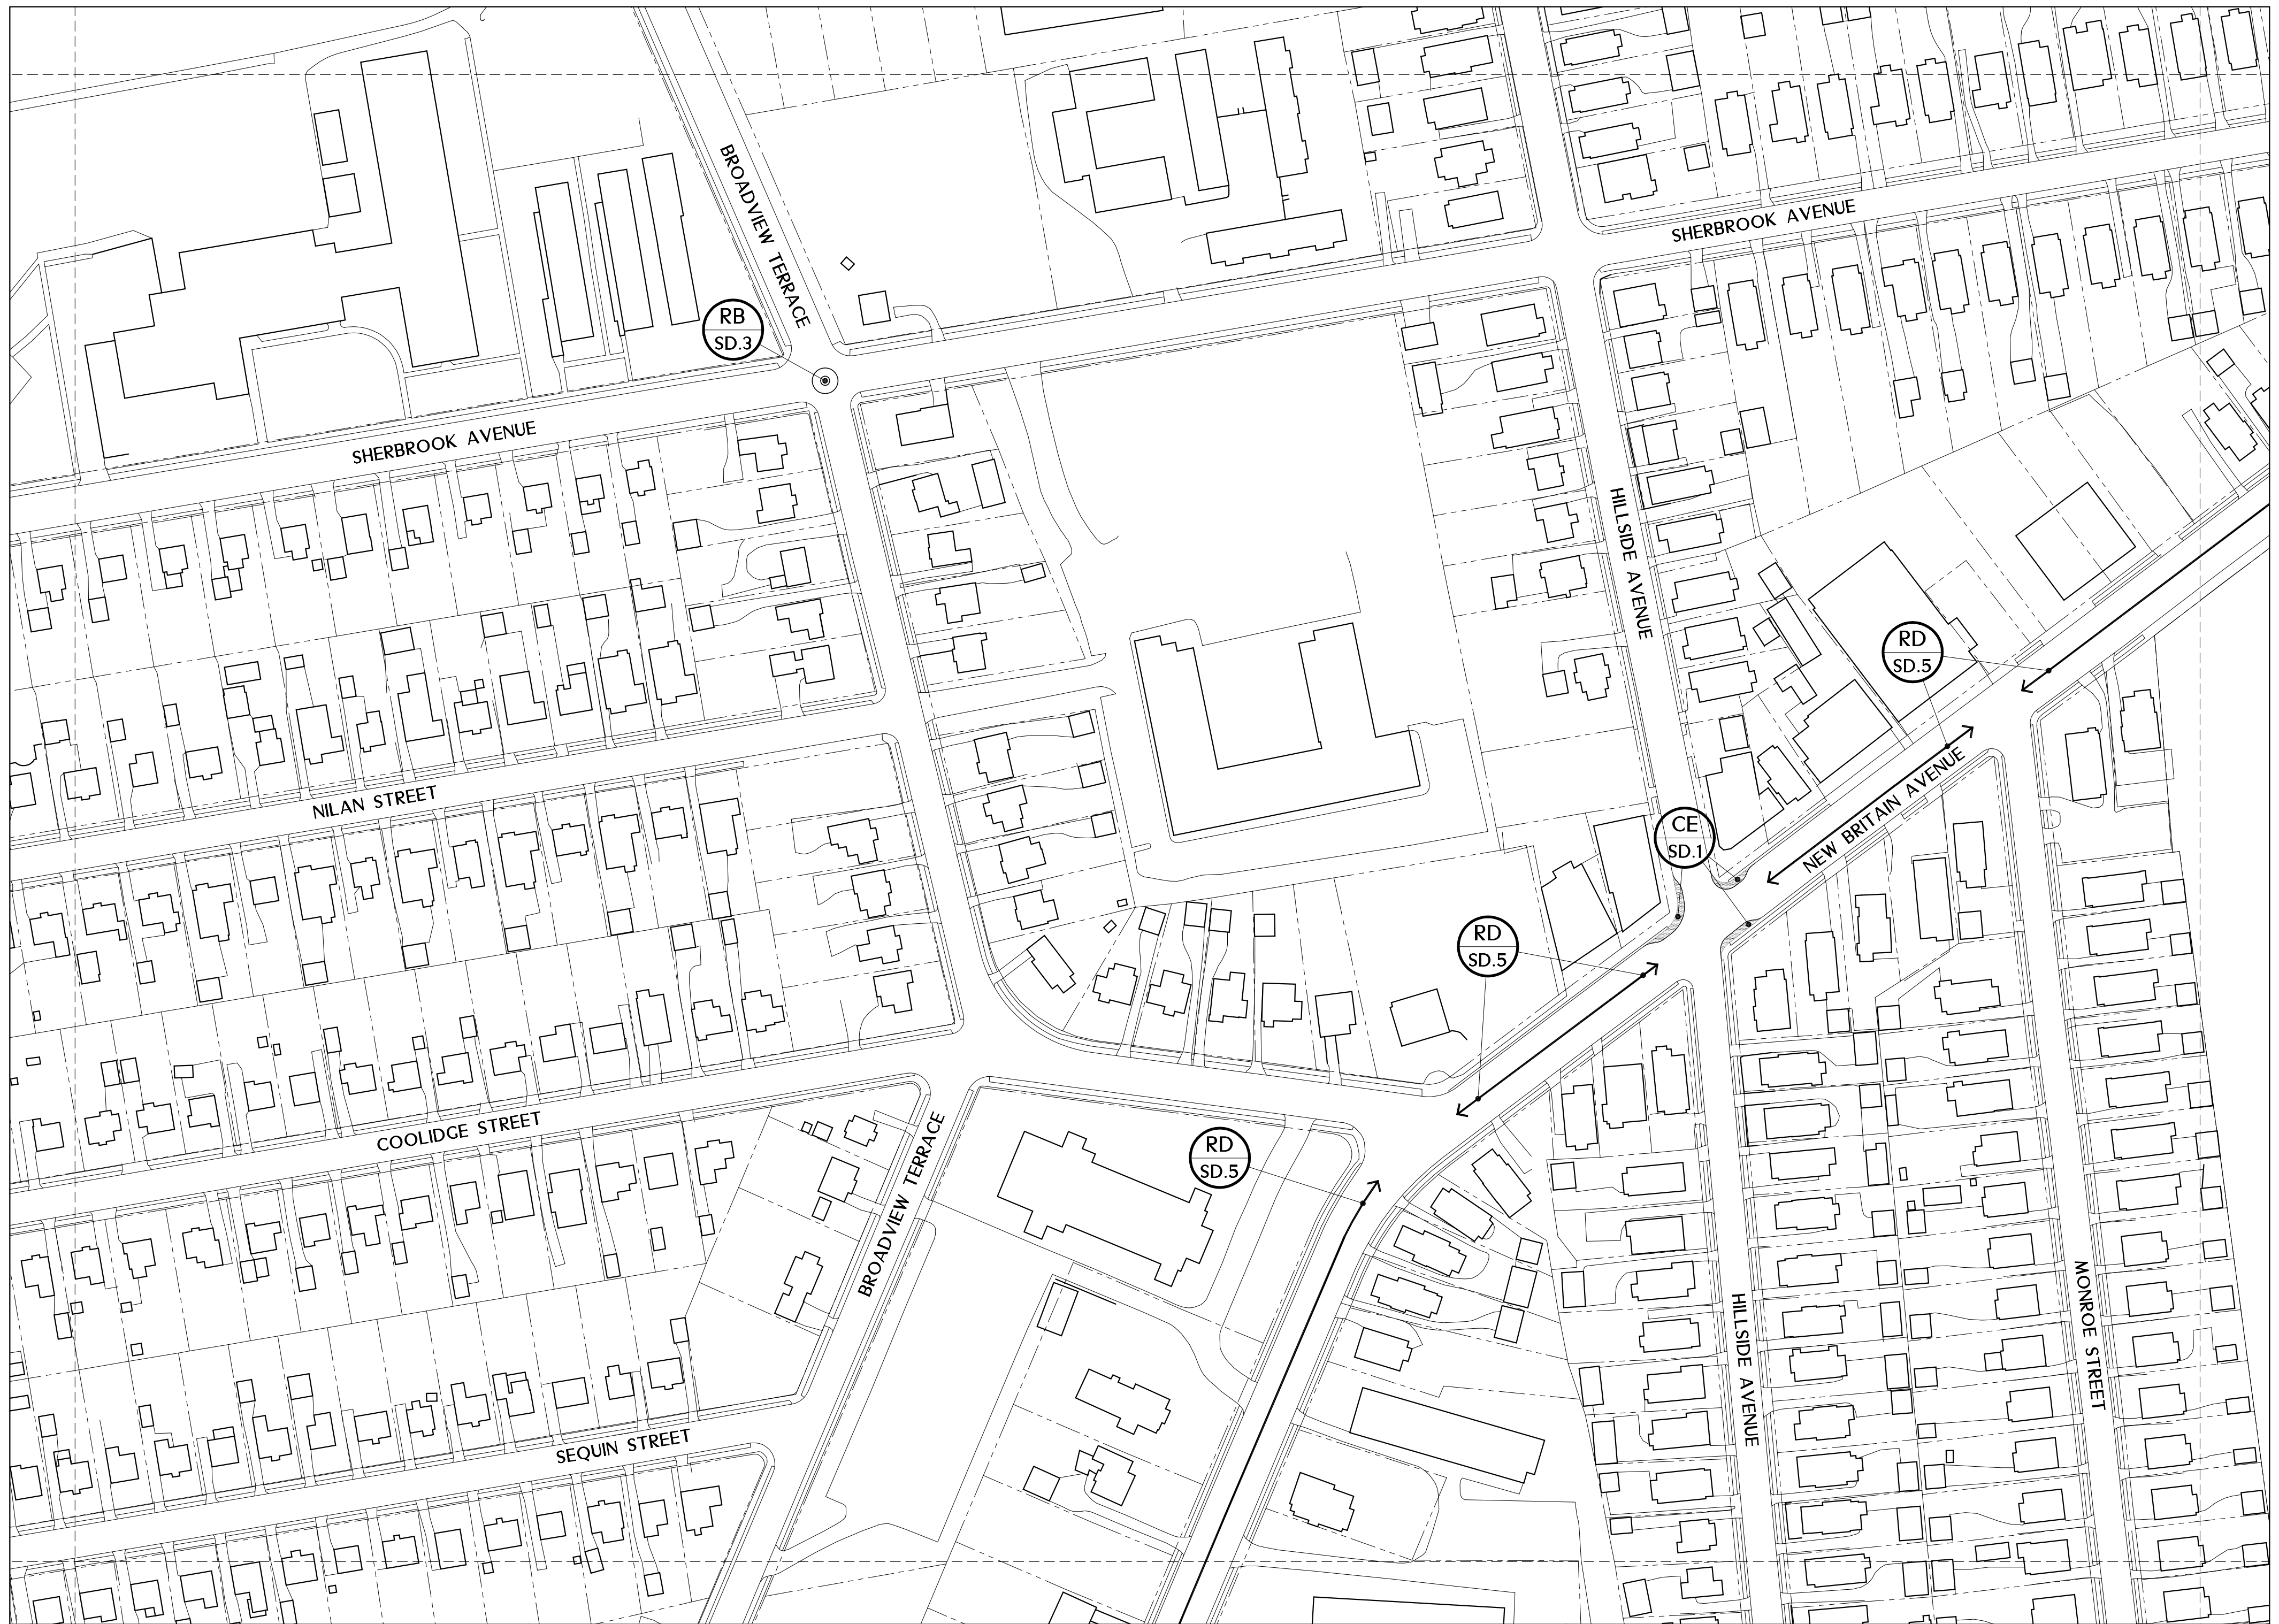 BROADVIEW TERRACE
SHERBROOK AVENUE
RB
SD.3
SHERBROOK AVENUE
HILLSIDE AVENUE
RD
SD.5
NILAN STREET
NEW BRITAIN AVENUE
CE
SD.1
RD
SD.5
COOLIDGE STREET
BROADVIEW TERRACE
RD
SD.5
HILLSIDE AVENUE
MONROE STREET
SEQUIN STREET